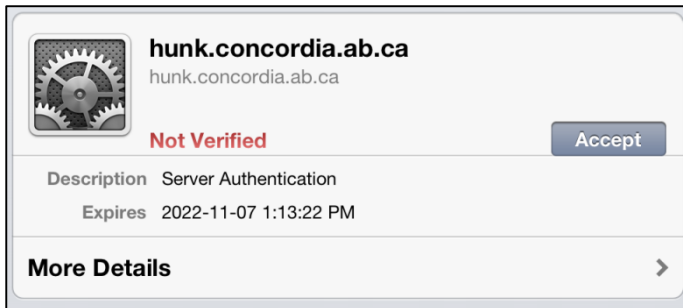 hunk.concordia.ab.ca
hunk.concordia.ab.ca
Not Verified
Accept
Description Server Authentication
Expires 2022-11-07 1:13:22 PM
More Details